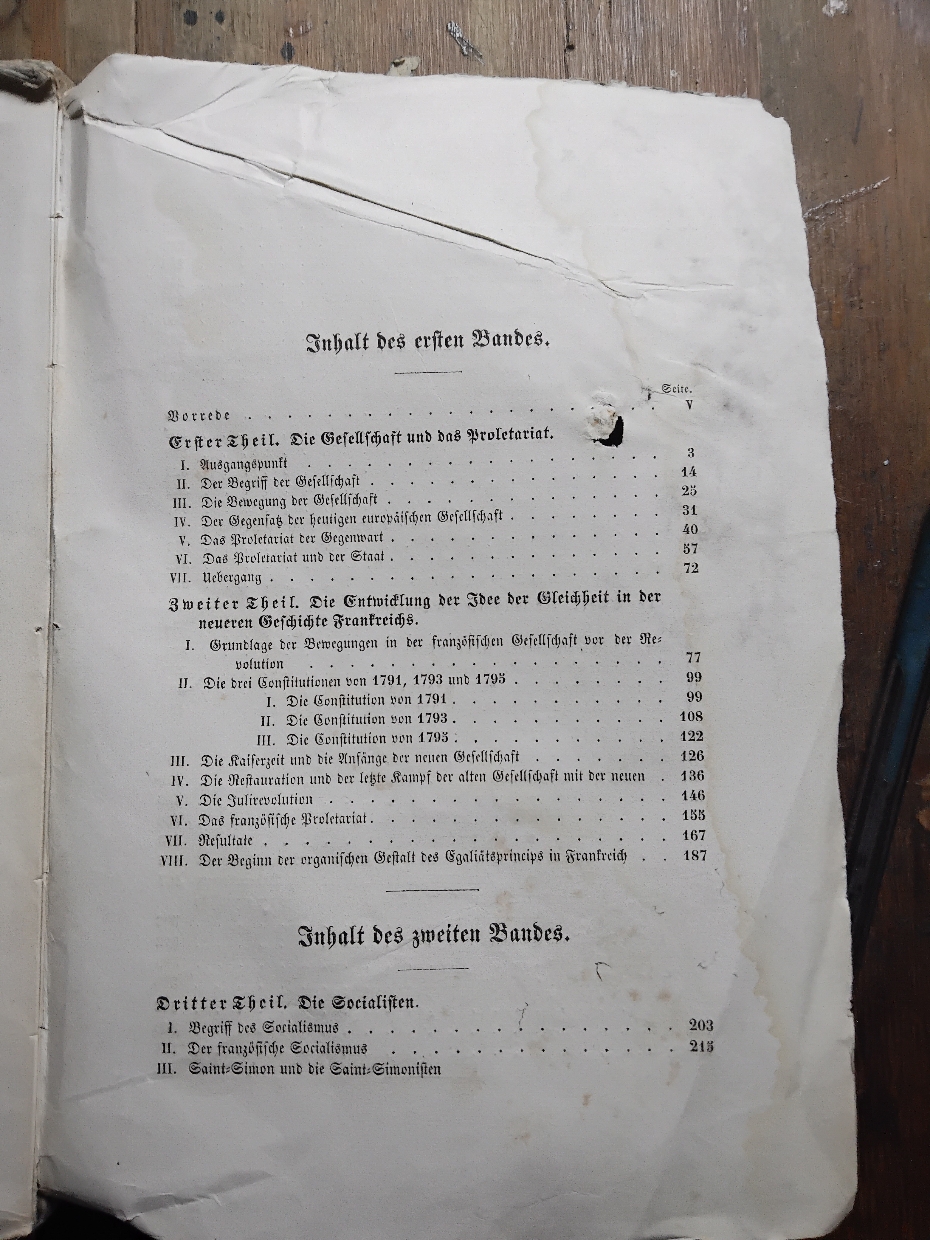 Inhalt des ersten Bandes.
Seite.
Vorrede . . . . . . . . . . . . . . . . . . . V
Erster Theil. Die Gesellschaft und das Proletariat.
I. Ausgangspunkt . . . . . . . . . . . . . . . . . 3
II. Der Begriff der Gesellschaft . . . . . . . . . . . . . . 14
III. Die Bewegung der Gesellschaft . . . . . . . . . . . . . 25
IV. Der Gegensatz der heutigen europäischen Gesellschaft . . . . . . . 31
V. Das Proletariat der Gegenwart . . . . . . . . . . . . . 40
VI. Das Proletariat und der Staat . . . . . . . . . . . . . 57
VII. Uebergang . . . . . . . . . . . . . . . . . . 72
Zweiter Theil. Die Entwicklung der Idee der Gleichheit in der
neueren Geschichte Frankreichs.
I. Grundlage der Bewegungen in der französischen Gesellschaft vor der Re-
volution . . . . . . . . . . . . . . . . 77
II. Die drei Constitutionen von 1791, 1793 und 1795 . . . . . . . 99
I. Die Constitution von 1791 . . . . . . . . . . 99
II. Die Constitution von 1793 . . . . . . . . . . 108
III. Die Constitution von 1795 . . . . . . . . . . 122
III. Die Kaiserzeit und die Anfänge der neuen Gesellschaft . . . . . . 126
IV. Die Restauration und der letzte Kampf der alten Gesellschaft mit der neuen . 136
V. Die Julirevolution . . . . . . . . . . . . . . . . 146
VI. Das französische Proletariat . . . . . . . . . . . . . . 155
VII. Resultate . . . . . . . . . . . . . . . . . . 167
VIII. Der Beginn der organischen Gestalt des Egaliätsprincips in Frankreich . . 187
Inhalt des zweiten Bandes.
Dritter Theil. Die Socialisten.
I. Begriff des Socialismus . . . . . . . . . . . . . . . 203
II. Der französische Socialismus . . . . . . . . . . . . . 215
III. Saint-Simon und die Saint-Simonisten